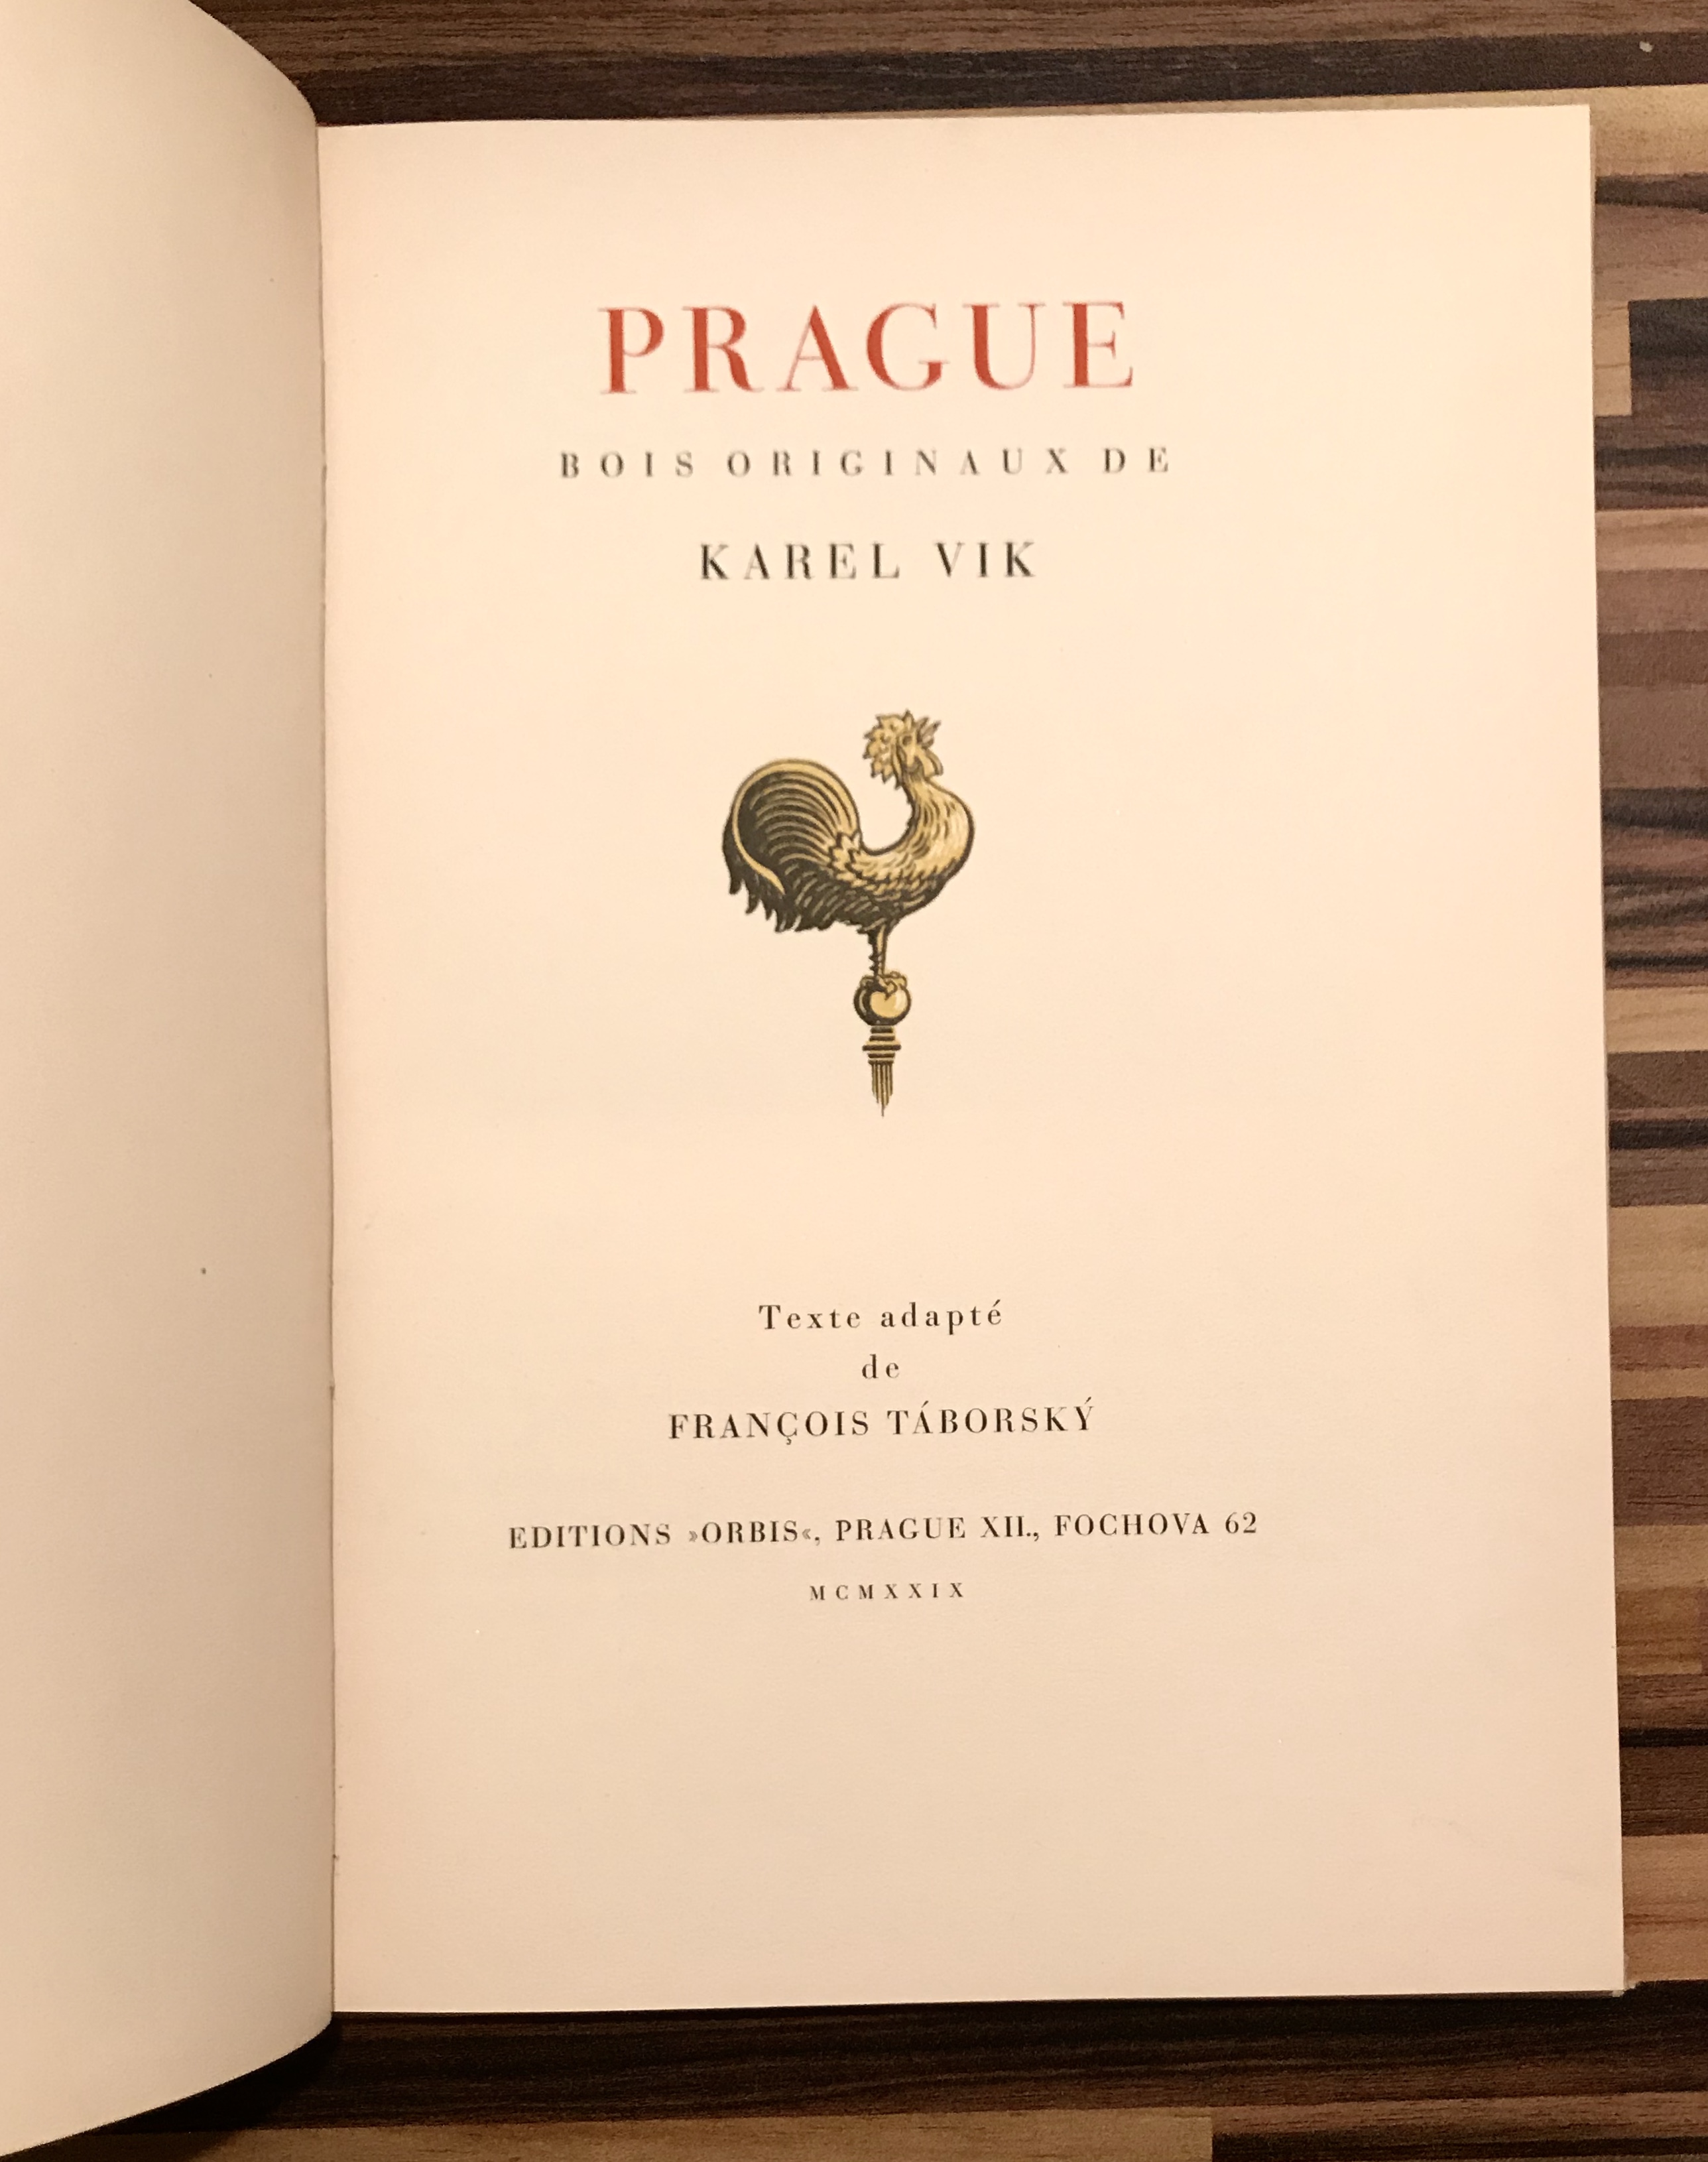 PRAGUE
BOIS ORIGINAUX DE
KAREL VIK
Texte adapté
de
FRANÇOIS TÁBORSKÝ
EDITIONS »ORBIS«, PRAGUE XII., FOCHOVA 62
MCMXXIX